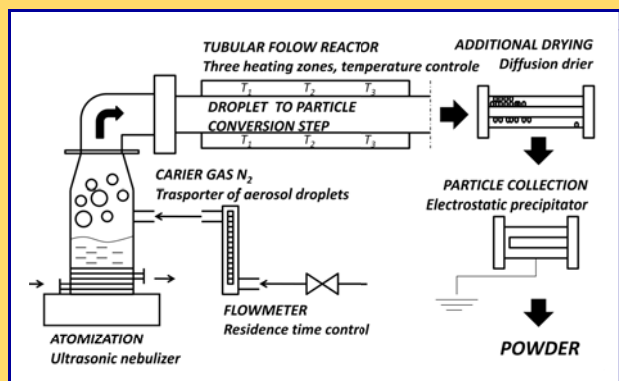 TUBULAR FOLOW REACTOR
Three heating zones, temperature controle
T1 T2 T3
DROPLET TO PARTICLE
CONVERSION STEP
T1 T2 T3
ADDITIONAL DRYING
Diffusion drier
CARIER GAS N2
Trasporter of aerosol droplets
PARTICLE COLLECTION
Electrostatic precipitator
FLOWMETER
Residence time control
ATOMIZATION
Ultrasonic nebulizer
POWDER